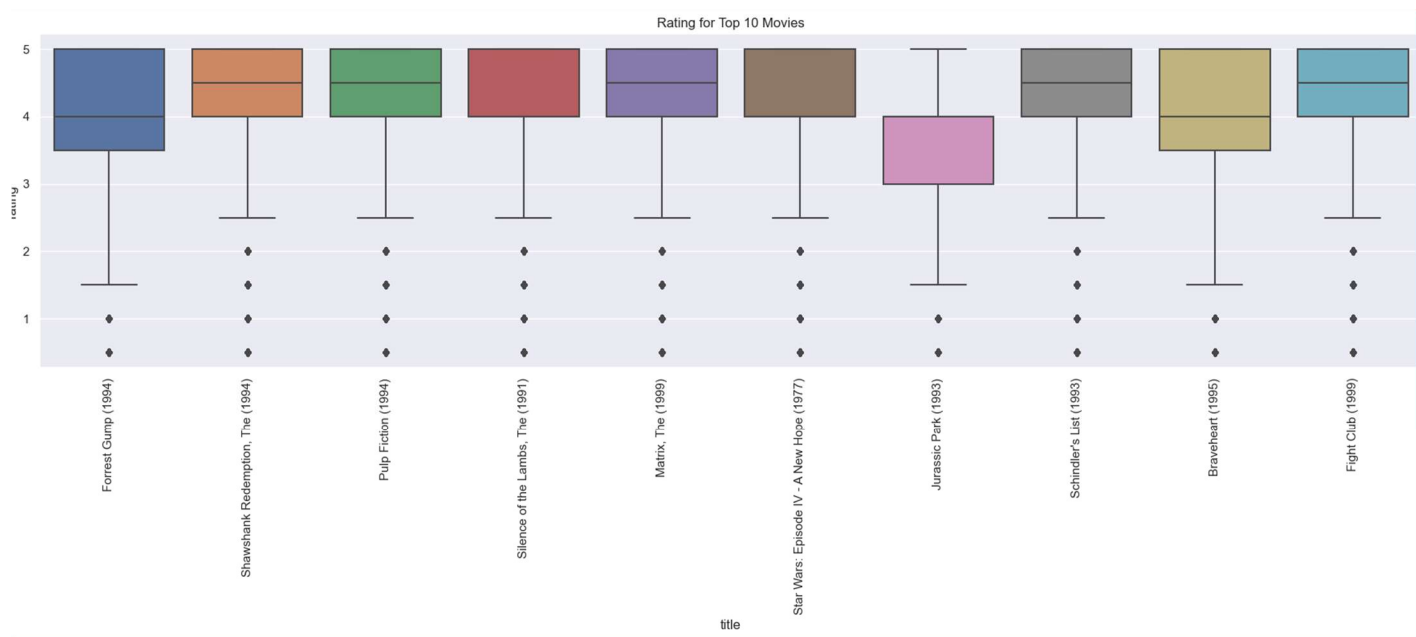 Rating for Top 10 Movies
5
4
3
2
1
Forrest Gump (1994)
Shawshank Redemption, The (1994)
Pulp Fiction (1994)
Silence of the Lambs, The (1991)
Matrix, The (1999)
Star Wars: Episode IV - A New Hope (1977)
Jurassic Park (1993)
Schindler's List (1993)
Braveheart (1995)
Fight Club (1999)
title